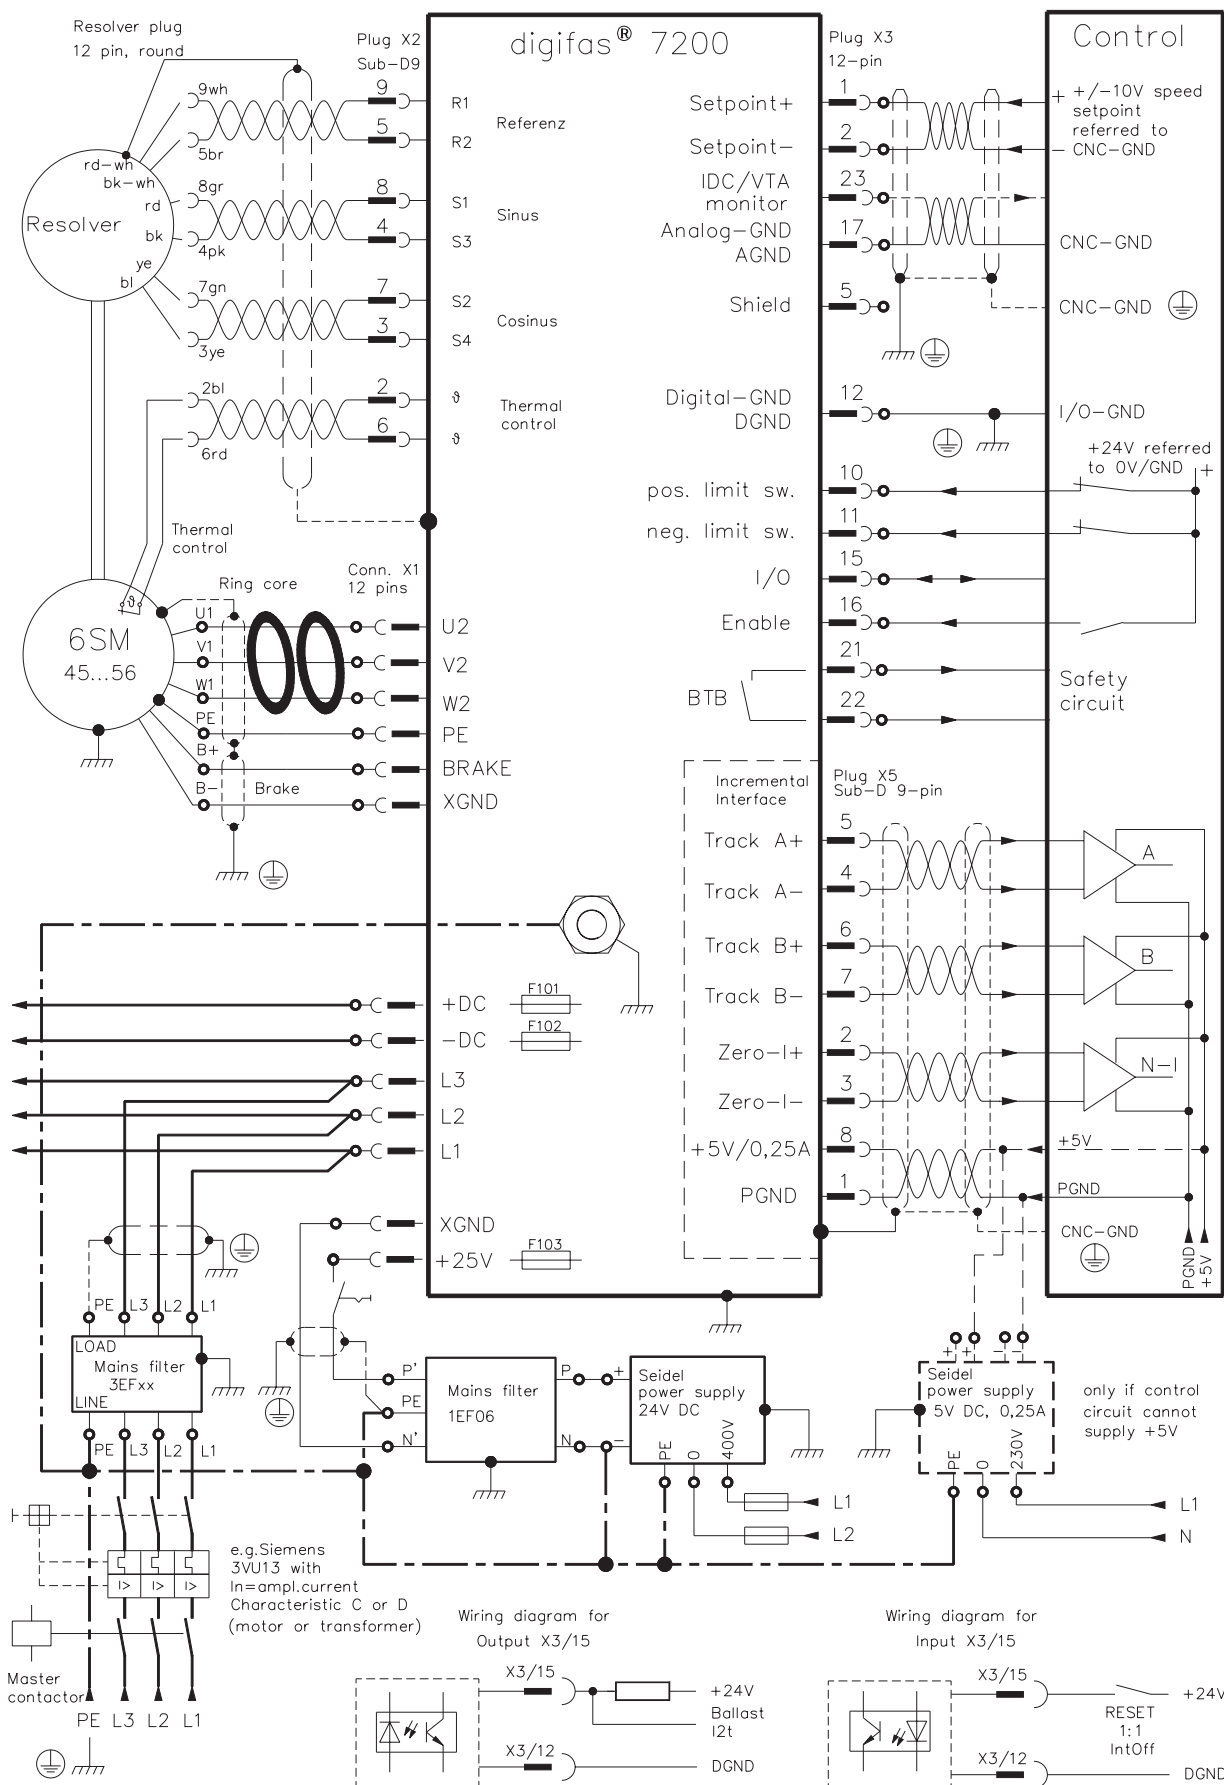 Resolver plug
12 pin, round
Plug X2
Sub-D9
digifas® 7200
Plug X3
12-pin
Control
9wh
9
R1
Referenz
5
R2
5br
rd-wh
bk-wh
8gr
8
S1
rd
Resolver
Sinus
bk
4
S3
4pk
ye
bl
7gn
7
S2
Cosinus
3
S4
3ye
2bl
2
ϑ
Thermal
control
6
ϑ
6rd
Setpoint+
1
+
+/-10V speed
setpoint
referred to
Setpoint-
2
- CNC-GND
IDC/VTA
monitor
23
Analog-GND
AGND
17
CNC-GND
Shield
5
CNC-GND
Digital-GND
DGND
12
I/O-GND
+24V referred
to 0V/GND
+
pos. limit sw.
10
neg. limit sw.
11
I/O
15
Enable
16
21
BTB
22
Safety
circuit
Thermal
control
Ring core
Conn. X1
12 pins
ϑ
6SM
45...56
U1
U2
V1
V2
W1
W2
PE
PE
B+
BRAKE
B-
Brake
XGND
Incremental
Interface
Plug X5
Sub-D 9-pin
Track A+
5
A
Track A-
4
Track B+
6
B
Track B-
7
Zero-I+
2
N-I
Zero-I-
3
+5V/0,25A
8
+5V
PGND
1
PGND
CNC-GND
PGND
+5V
+DC
F101
-DC
F102
L3
L2
L1
XGND
+25V
F103
PE
L3
L2
L1
LOAD
Mains filter
3EFxx
LINE
PE
L3
L2
L1
P'
PE
N'
Mains filter
1EF06
P
N
+
-
Seidel
power supply
24V DC
PE
0
400V
L1
L2
+
+
-
-
Seidel
power supply
5V DC, 0,25A
PE
0
230V
only if control
circuit cannot
supply +5V
L1
N
I>
I>
I>
e.g.Siemens
3VU13 with
In=ampl.current
Characteristic C or D
(motor or transformer)
Master
contactor
PE L3 L2 L1
Wiring diagram for
Output X3/15
X3/15
+24V
Ballast
I2t
X3/12
DGND
Wiring diagram for
Input X3/15
X3/15
+24V
RESET
1:1
IntOff
X3/12
DGND